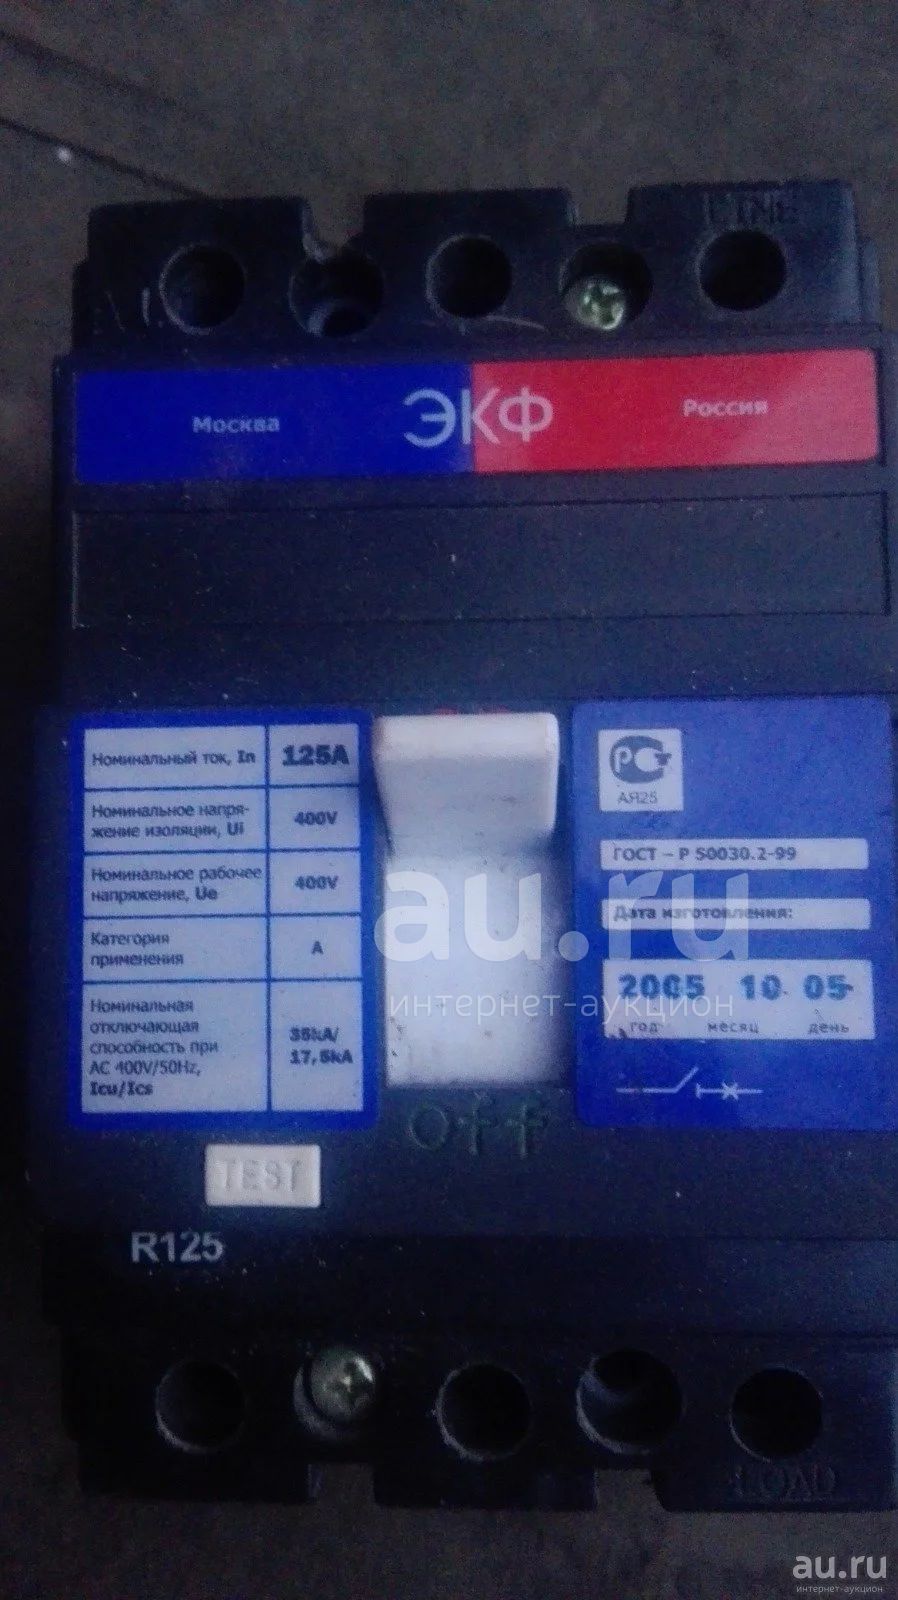 LINE
Москва ЭКФ Россия
Номинальный ток, In 125A
Номинальное напря-
жение изоляции, Ui 400V
Номинальное рабочее
напряжение, Ue 400V
Категория
применения A
Номинальная
отключающая
способность при
AC 400V/50Hz,
Icu/Ics
35kA/
17,5kA
РСТ
АЯ25
ГОСТ – Р 50030.2-99
Дата изготовления:
2005 10 05
год месяц день
Off
TEST
R125
LOAD
au.ru
интернет-аукцион
au.ru
интернет-аукцион